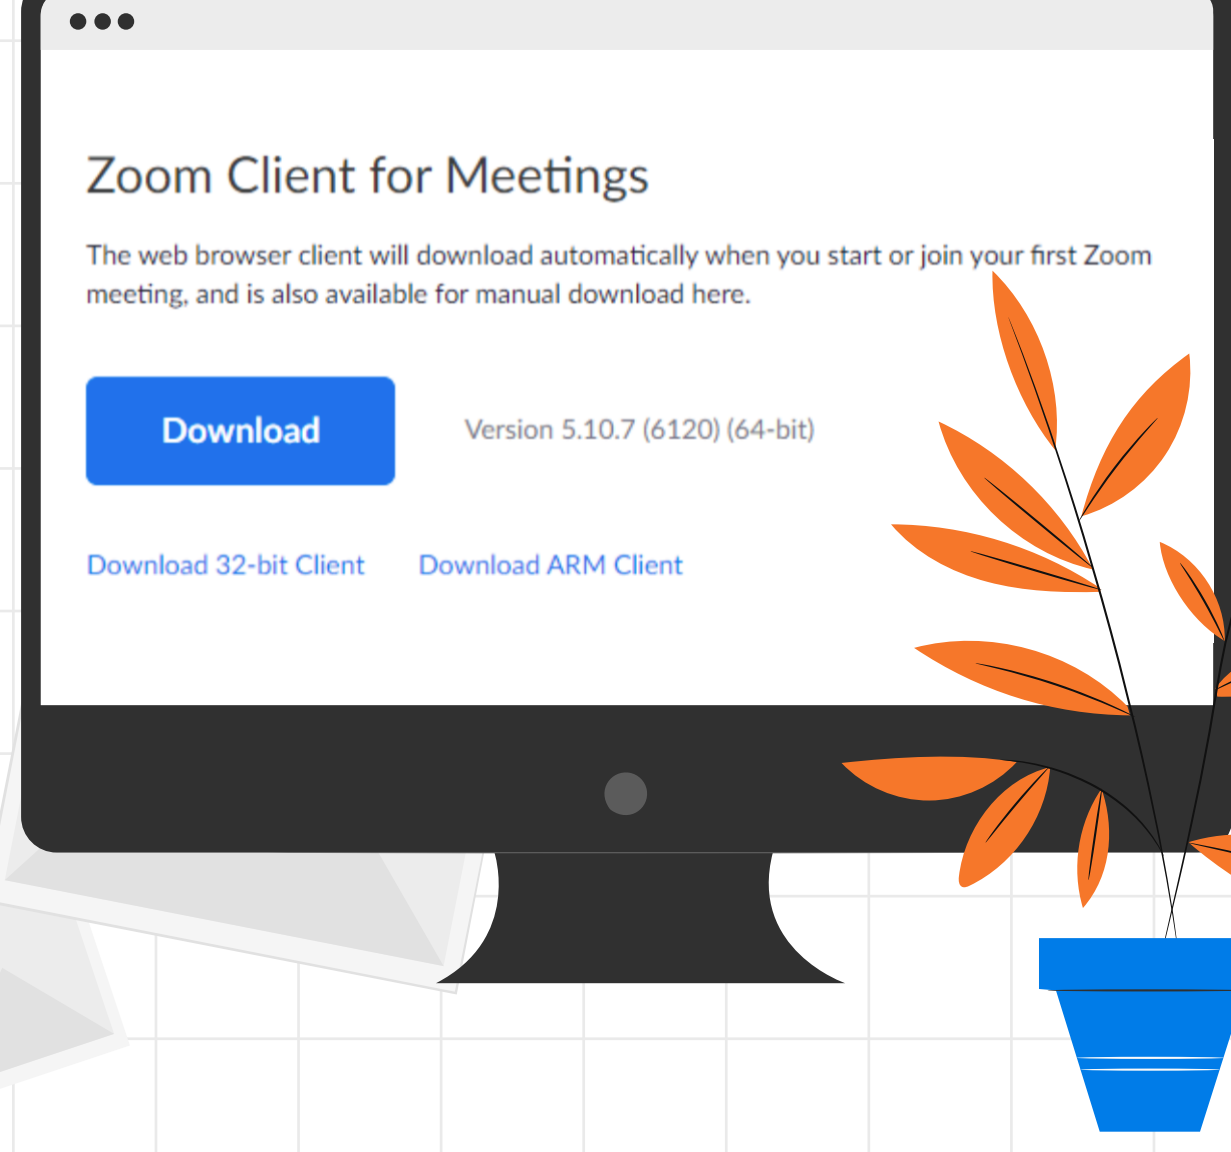 Zoom Client for Meetings
The web browser client will download automatically when you start or join your first Zoom
meeting, and is also available for manual download here.
Download
Version 5.10.7 (6120) (64-bit)
Download 32-bit Client
Download ARM Client